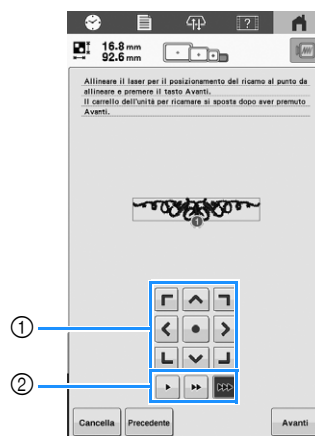 16.8 mm
92.6 mm
Allineare il laser per il posizionamento del ricamo al punto da
allineare e premere il tasto Avanti.
Il carrello dell'unità per ricamare si sposta dopo aver premuto
Avanti.
1
①
②
Cancella Precedente Avanti